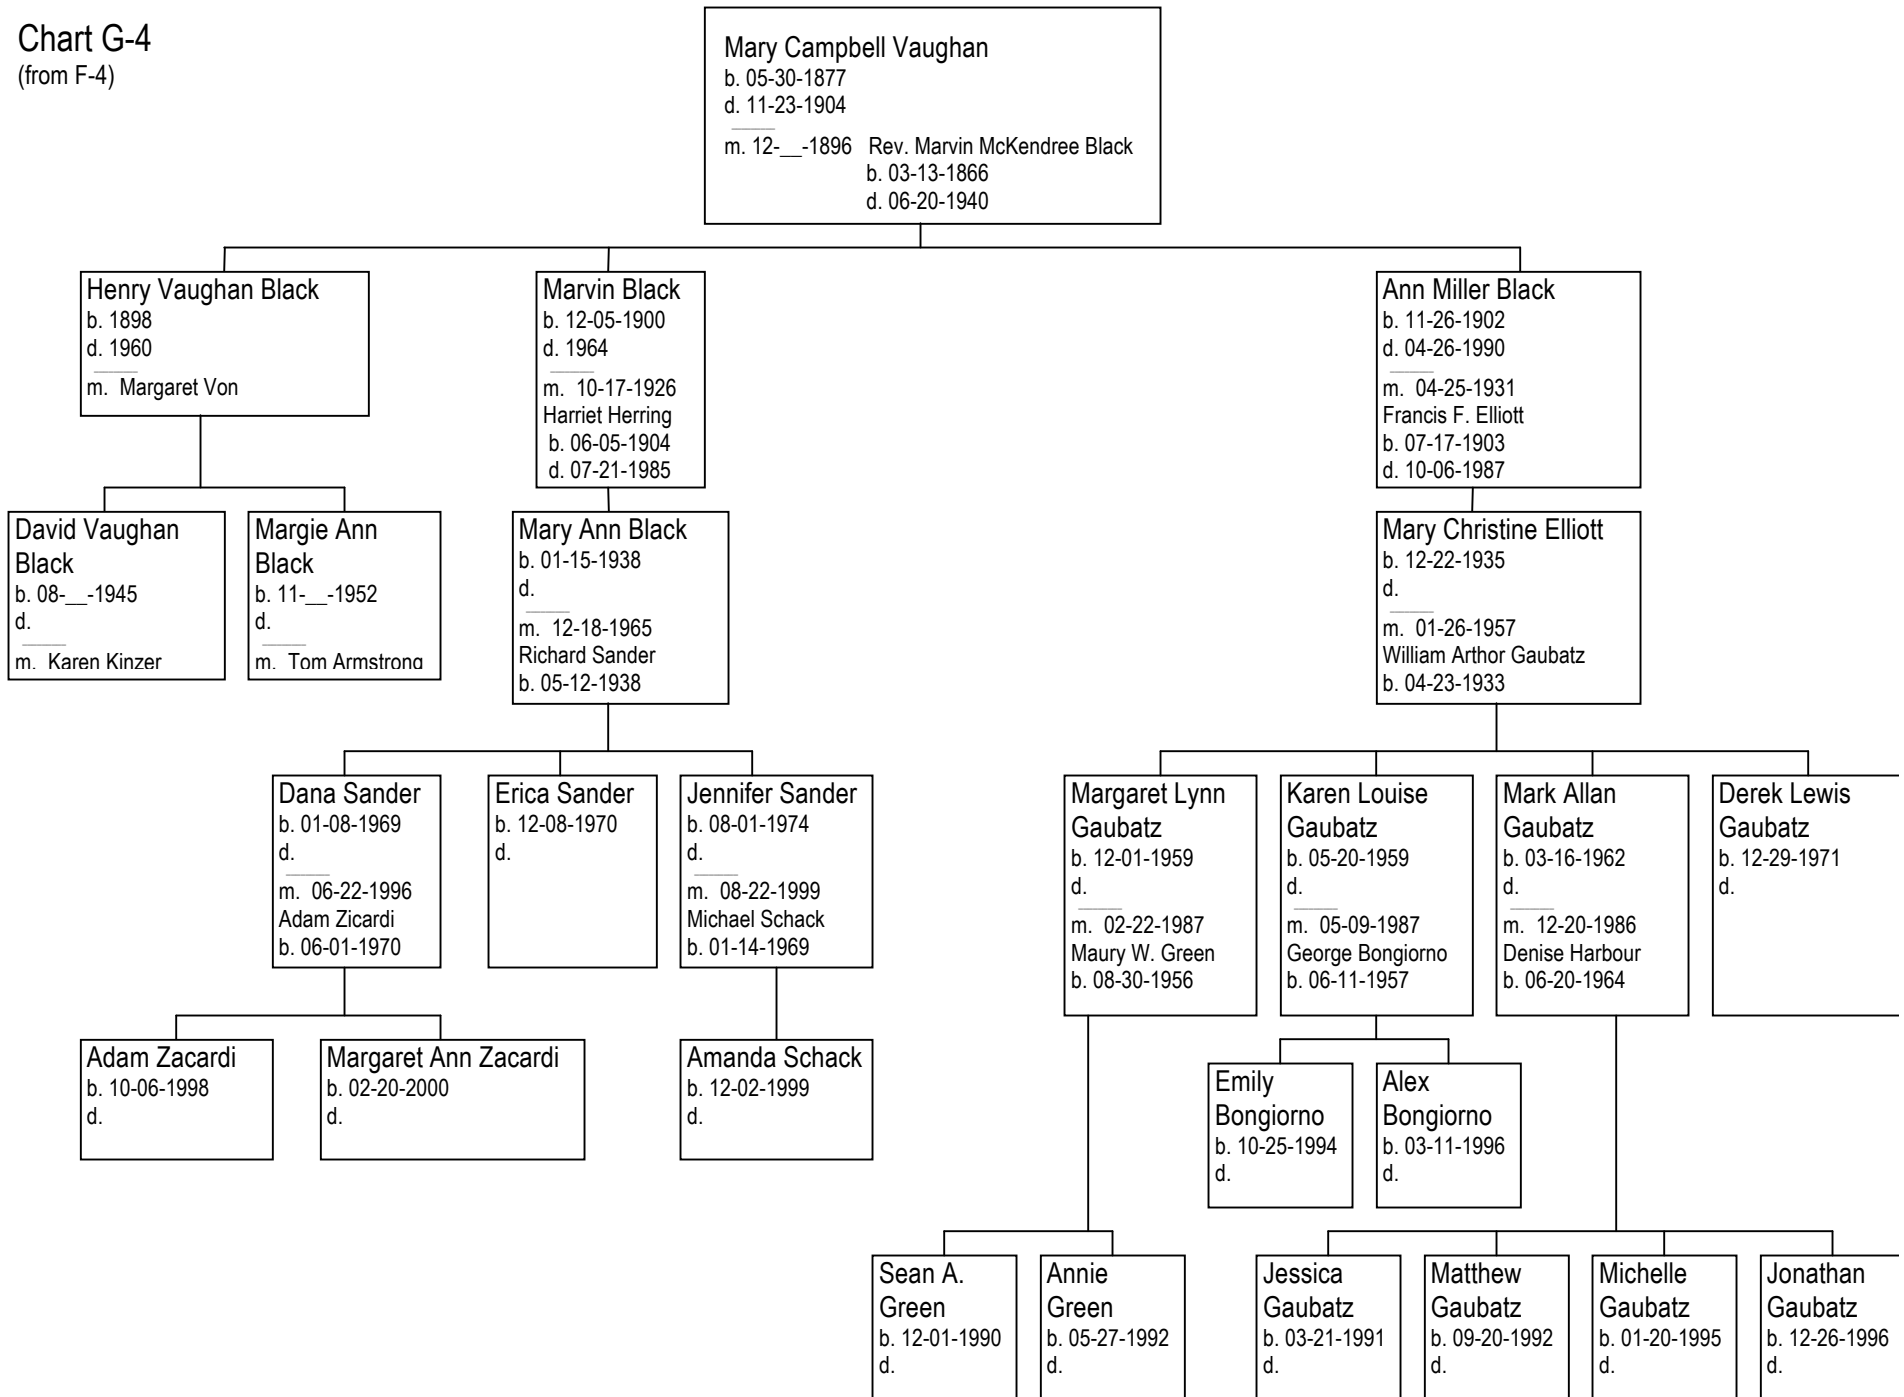 Chart G-4
(from F-4)
Mary Campbell Vaughan
b. 05-30-1877
d. 11-23-1904
_____
m. 12-__-1896 Rev. Marvin McKendree Black
b. 03-13-1866
d. 06-20-1940
Henry Vaughan Black
b. 1898
d. 1960
_____
m. Margaret Von
Marvin Black
b. 12-05-1900
d. 1964
_____
m. 10-17-1926
Harriet Herring
b. 06-05-1904
d. 07-21-1985
Ann Miller Black
b. 11-26-1902
d. 04-26-1990
_____
m. 04-25-1931
Francis F. Elliott
b. 07-17-1903
d. 10-06-1987
David Vaughan
Black
b. 08-__-1945
d.
_____
m. Karen Kinzer
Margie Ann
Black
b. 11-__-1952
d.
_____
m. Tom Armstrong
Mary Ann Black
b. 01-15-1938
d.
_____
m. 12-18-1965
Richard Sander
b. 05-12-1938
Mary Christine Elliott
b. 12-22-1935
d.
_____
m. 01-26-1957
William Arthor Gaubatz
b. 04-23-1933
Dana Sander
b. 01-08-1969
d.
_____
m. 06-22-1996
Adam Zicardi
b. 06-01-1970
Erica Sander
b. 12-08-1970
d.
Jennifer Sander
b. 08-01-1974
d.
_____
m. 08-22-1999
Michael Schack
b. 01-14-1969
Margaret Lynn
Gaubatz
b. 12-01-1959
d.
_____
m. 02-22-1987
Maury W. Green
b. 08-30-1956
Karen Louise
Gaubatz
b. 05-20-1959
d.
_____
m. 05-09-1987
George Bongiorno
b. 06-11-1957
Mark Allan
Gaubatz
b. 03-16-1962
d.
_____
m. 12-20-1986
Denise Harbour
b. 06-20-1964
Derek Lewis
Gaubatz
b. 12-29-1971
d.
Adam Zacardi
b. 10-06-1998
d.
Margaret Ann Zacardi
b. 02-20-2000
d.
Amanda Schack
b. 12-02-1999
d.
Emily
Bongiorno
b. 10-25-1994
d.
Alex
Bongiorno
b. 03-11-1996
d.
Sean A.
Green
b. 12-01-1990
d.
Annie
Green
b. 05-27-1992
d.
Jessica
Gaubatz
b. 03-21-1991
d.
Matthew
Gaubatz
b. 09-20-1992
d.
Michelle
Gaubatz
b. 01-20-1995
d.
Jonathan
Gaubatz
b. 12-26-1996
d.